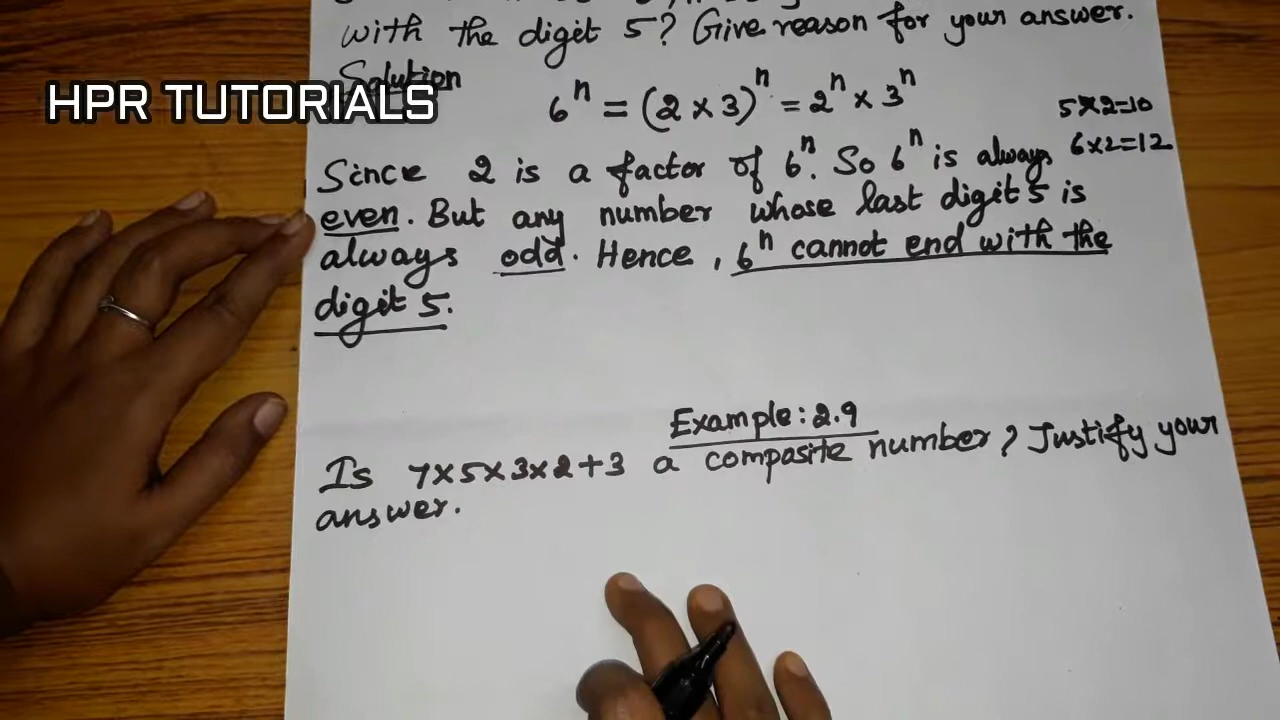 with the digit 5? Give reason for your answer.
Solution
HPR TUTORIALS
6ⁿ = (2 × 3)ⁿ = 2ⁿ × 3ⁿ
5×2=10
6×2=12
Since 2 is a factor of 6ⁿ. So 6ⁿ is always
even. But any number whose last digit 5 is
always odd. Hence, 6ⁿ cannot end with the
digit 5.
Example: 2.9
Is 7×5×3×2+3 a composite number? Justify your
answer.